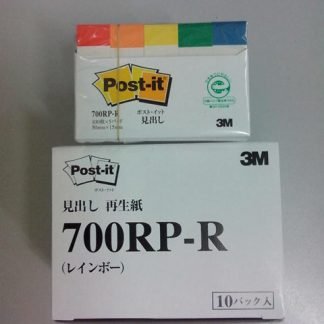 Post-it
ポスト・イット
700RP-R
見出し
50mm×15mm
3M
Post-it
ポスト・イット
3M
見出し 再生紙
700RP-R
(レインボー)
10パック入